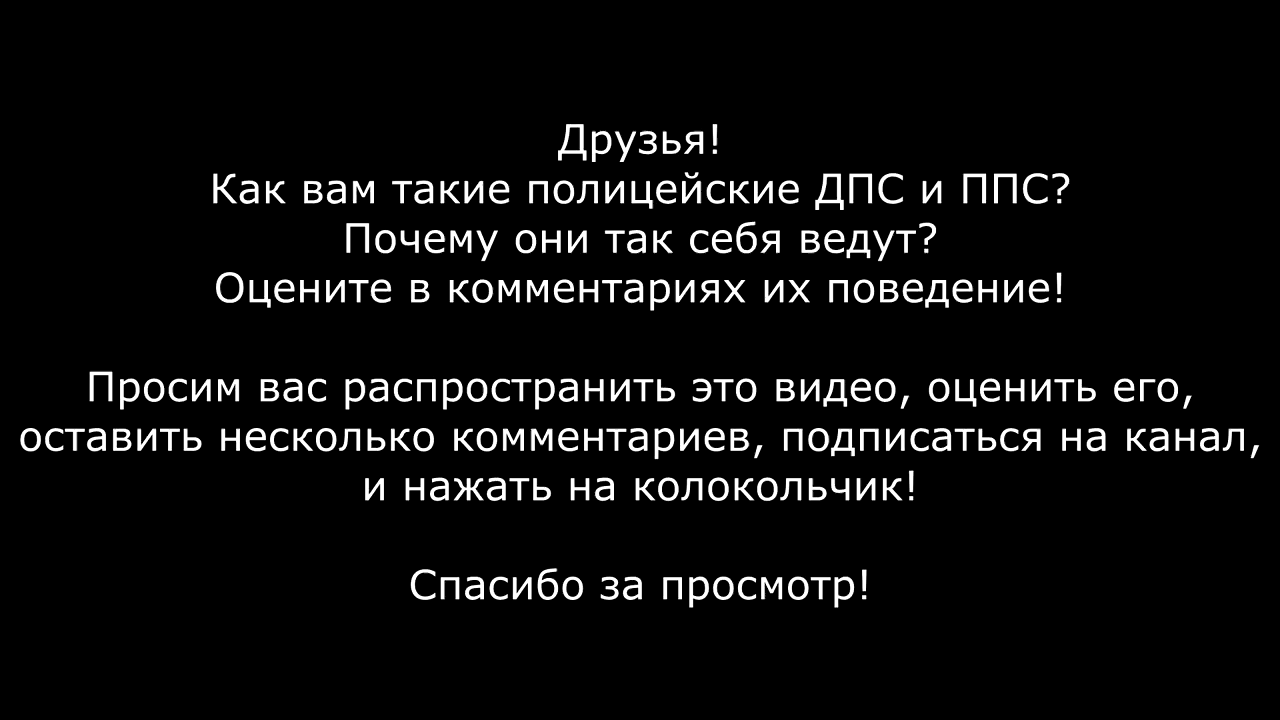 Друзья!
Как вам такие полицейские ДПС и ППС?
Почему они так себя ведут?
Оцените в комментариях их поведение!
Просим вас распространить это видео, оценить его,
оставить несколько комментариев, подписаться на канал,
и нажать на колокольчик!
Спасибо за просмотр!